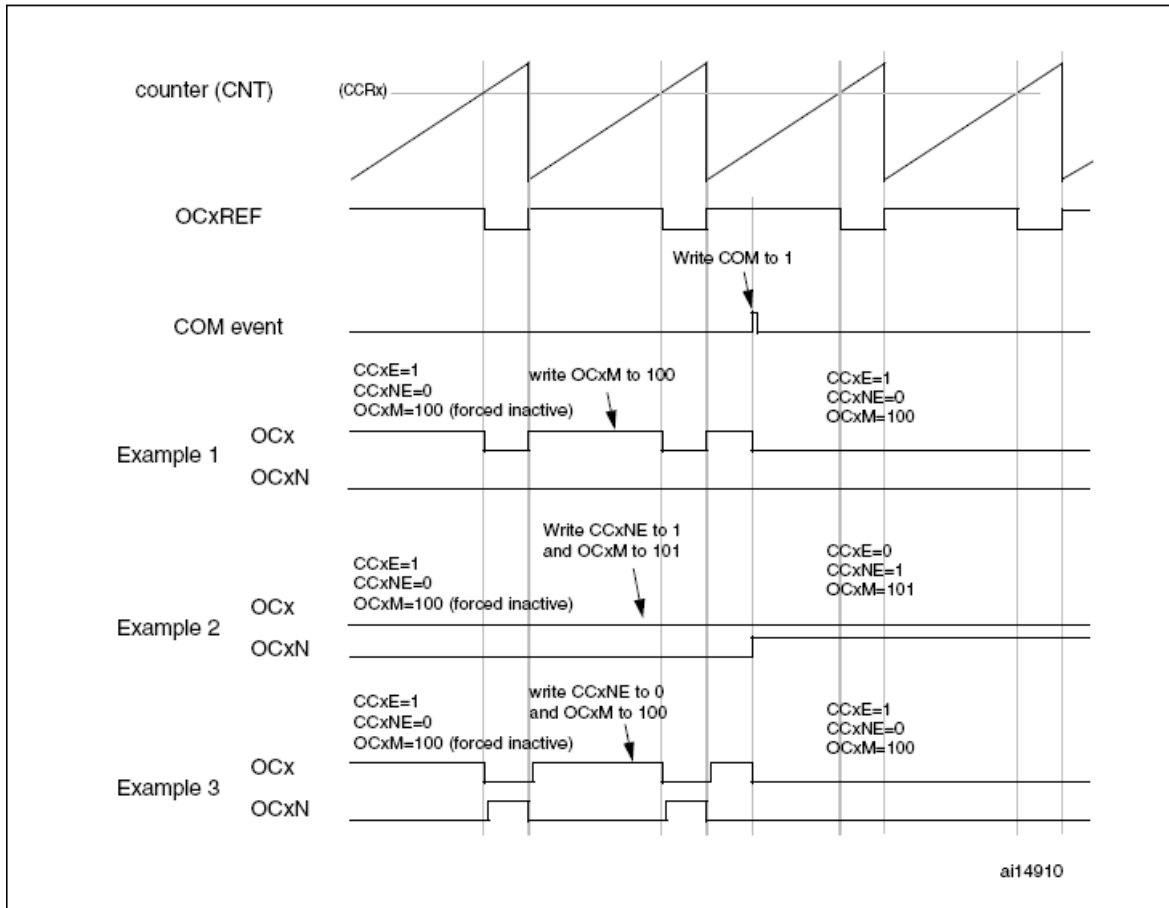 counter (CNT)
(CCRx)
OCxREF
Write COM to 1
COM event
CCxE=1
CCxNE=0
OCxM=100 (forced inactive)
write OCxM to 100
CCxE=1
CCxNE=0
OCxM=100
OCx
Example 1
OCxN
Write CCxNE to 1
and OCxM to 101
CCxE=1
CCxNE=0
OCxM=100 (forced inactive)
CCxE=0
CCxNE=1
OCxM=101
OCx
Example 2
OCxN
write CCxNE to 0
and OCxM to 100
CCxE=1
CCxNE=0
OCxM=100 (forced inactive)
CCxE=1
CCxNE=0
OCxM=100
OCx
Example 3
OCxN
ai14910